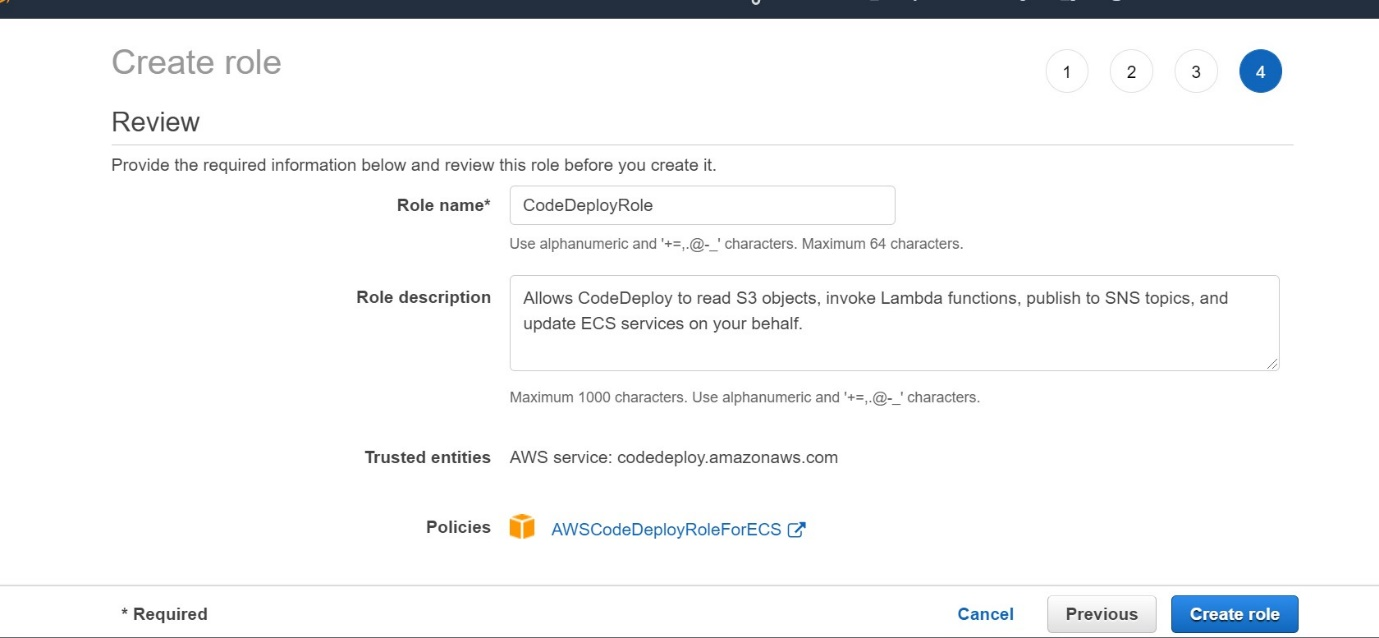 Create role
1 2 3 4
Review
Provide the required information below and review this role before you create it.
Role name* CodeDeployRole
Use alphanumeric and '+=,.@-_' characters. Maximum 64 characters.
Role description Allows CodeDeploy to read S3 objects, invoke Lambda functions, publish to SNS topics, and
update ECS services on your behalf.
Maximum 1000 characters. Use alphanumeric and '+=,.@-_' characters.
Trusted entities AWS service: codedeploy.amazonaws.com
Policies AWSCodeDeployRoleForECS
* Required Cancel Previous Create role